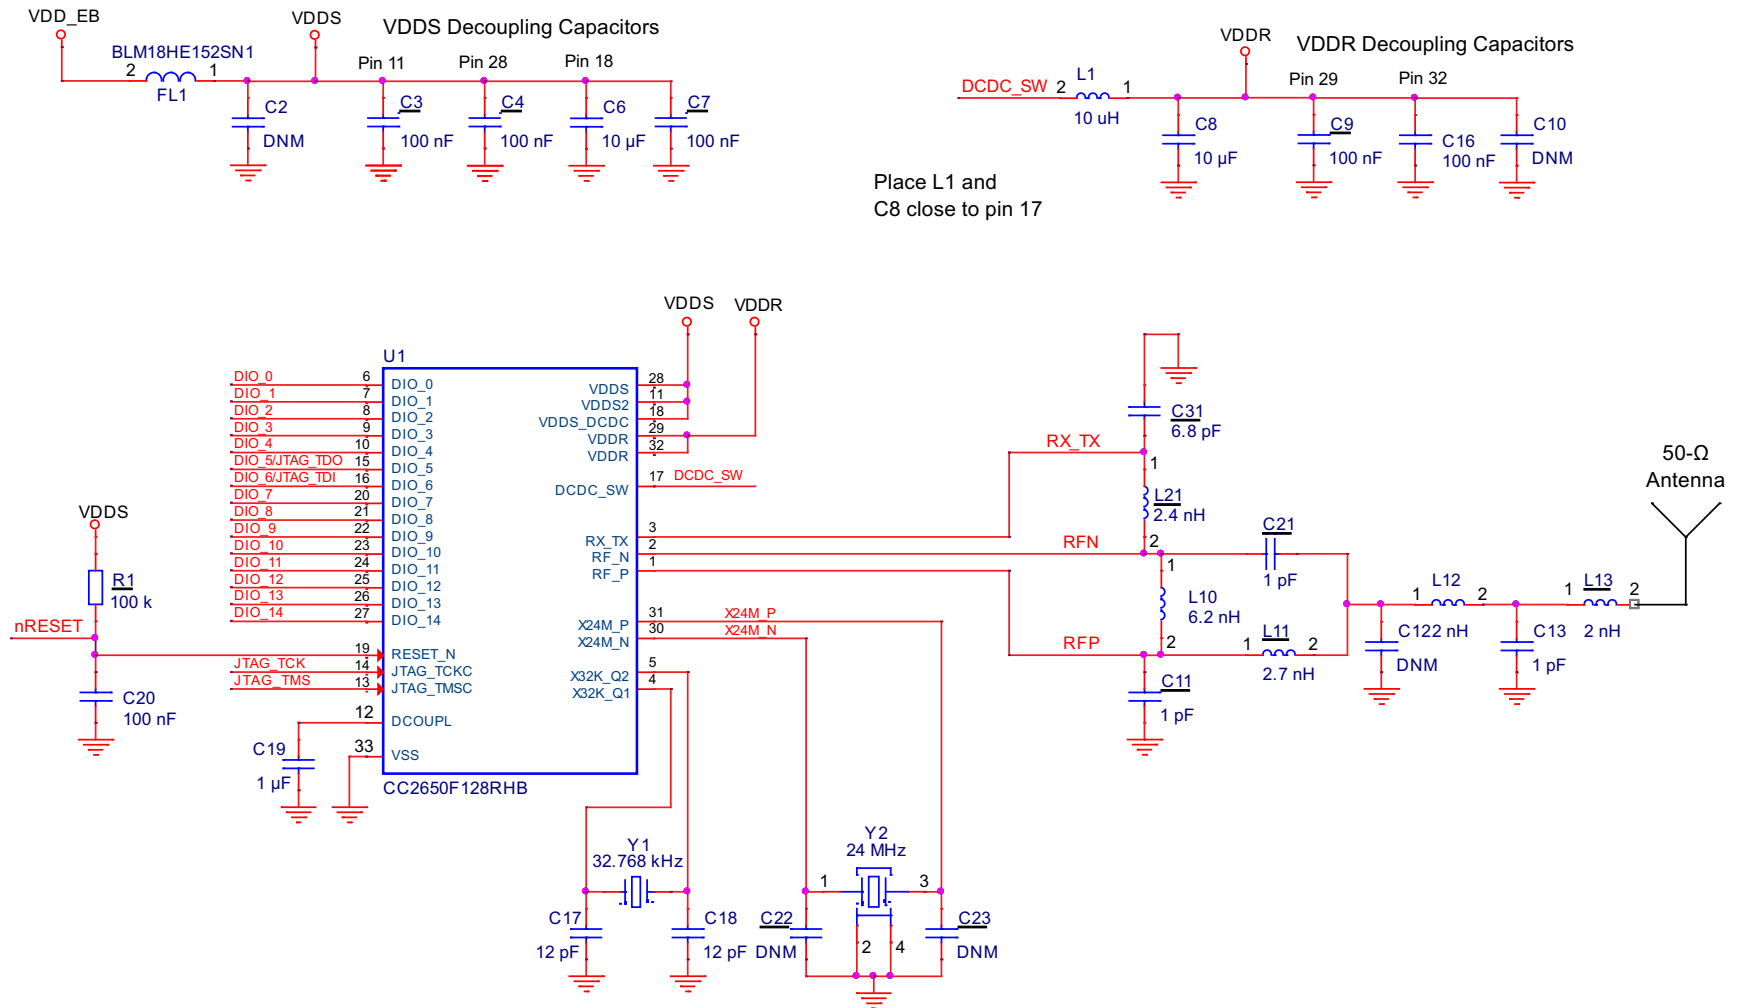 VDD_EB
VDDS
VDDS Decoupling Capacitors
BLM18HE152SN1
2
1
FL1
Pin 11
Pin 28
Pin 18
C2
DNM
C3
100 nF
C4
100 nF
C6
10 µF
C7
100 nF
VDDR
VDDR Decoupling Capacitors
DCDC_SW
2
L1
1
10 uH
Pin 29
Pin 32
C8
10 µF
C9
100 nF
C16
100 nF
C10
DNM
Place L1 and
C8 close to pin 17
VDDS
VDDR
U1
DIO_0 6 DIO_0
DIO_1 7 DIO_1
DIO_2 8 DIO_2
DIO_3 9 DIO_3
DIO_4 10 DIO_4
DIO_5/JTAG_TDO 15 DIO_5
DIO_6/JTAG_TDI 16 DIO_6
DIO_7 20 DIO_7
DIO_8 21 DIO_8
DIO_9 22 DIO_9
DIO_10 23 DIO_10
DIO_11 24 DIO_11
DIO_12 25 DIO_12
DIO_13 26 DIO_13
DIO_14 27 DIO_14
19 RESET_N
JTAG_TCK 14 JTAG_TCKC
JTAG_TMS 13 JTAG_TMSC
12 DCOUPL
33 VSS
VDDS 28
VDDS2 11
VDDS_DCDC 18
VDDR 29
VDDR 32
DCDC_SW 17 DCDC_SW
RX_TX 3
RF_N 2
RF_P 1
X24M_P 31 X24M_P
X24M_N 30 X24M_N
X32K_Q2 5
X32K_Q1 4
CC2650F128RHB
VDDS
R1
100 k
nRESET
C20
100 nF
C19
1 µF
Y1
32.768 kHz
C17
12 pF
C18
12 pF
Y2
24 MHz
1
3
2
4
C22
DNM
C23
DNM
C31
6.8 pF
RX_TX
1
L21
2.4 nH
2
RFN
C21
1 pF
1
L10
6.2 nH
2
RFP
1
L11
2
2.7 nH
C11
1 pF
50-Ω
Antenna
1
L12
2
C122 nH
DNM
C13
1 pF
1
L13
2
2 nH